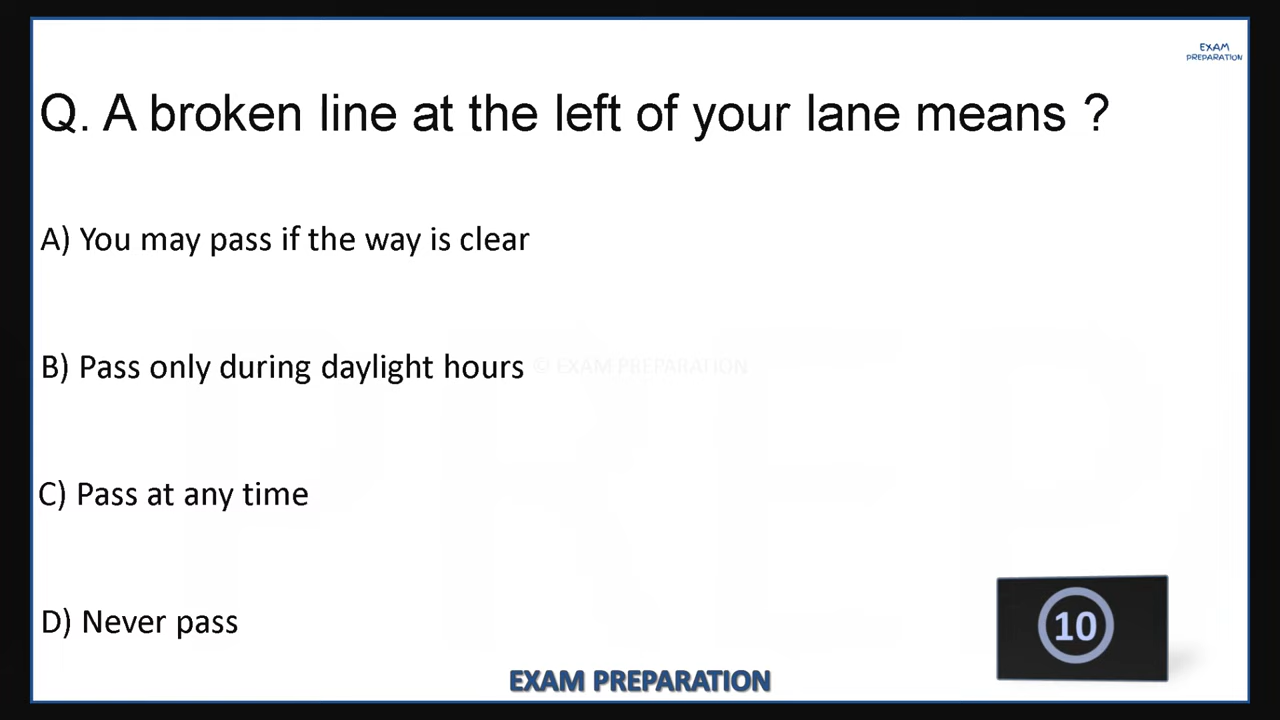 EXAM
PREPARATION
Q. A broken line at the left of your lane means ?
A) You may pass if the way is clear
B) Pass only during daylight hours
© EXAM PREPARATION
C) Pass at any time
D) Never pass
10
EXAM PREPARATION